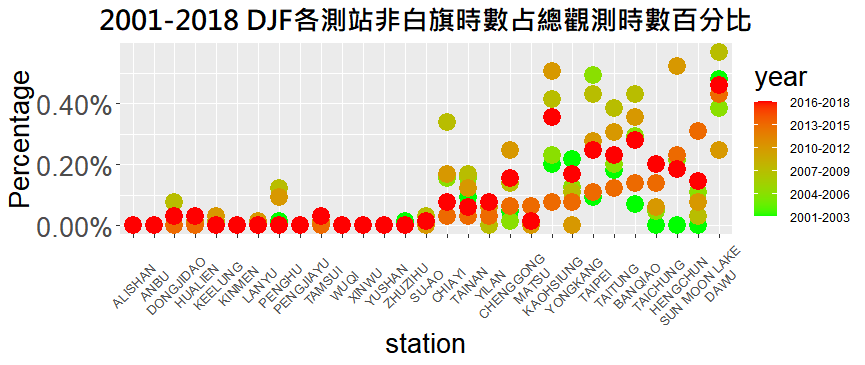 2001-2018 DJF各測站非白旗時數占總觀測時數百分比
Percentage
0.40%
0.20%
0.00%
ALISHAN
ANBU
DONGJIDAO
HUALIEN
KEELUNG
KINMEN
LANYU
PENGHU
PENGJIAYU
TAMSUI
WUQI
XINWU
YUSHAN
ZHUZIHU
SU-AO
CHIAYI
TAINAN
YILAN
CHENGGONG
MATSU
KAOHSIUNG
YONGKANG
TAIPEI
TAITUNG
BANQIAO
TAICHUNG
HENGCHUN
SUN MOON LAKE
DAWU
station
year
2016-2018
2013-2015
2010-2012
2007-2009
2004-2006
2001-2003